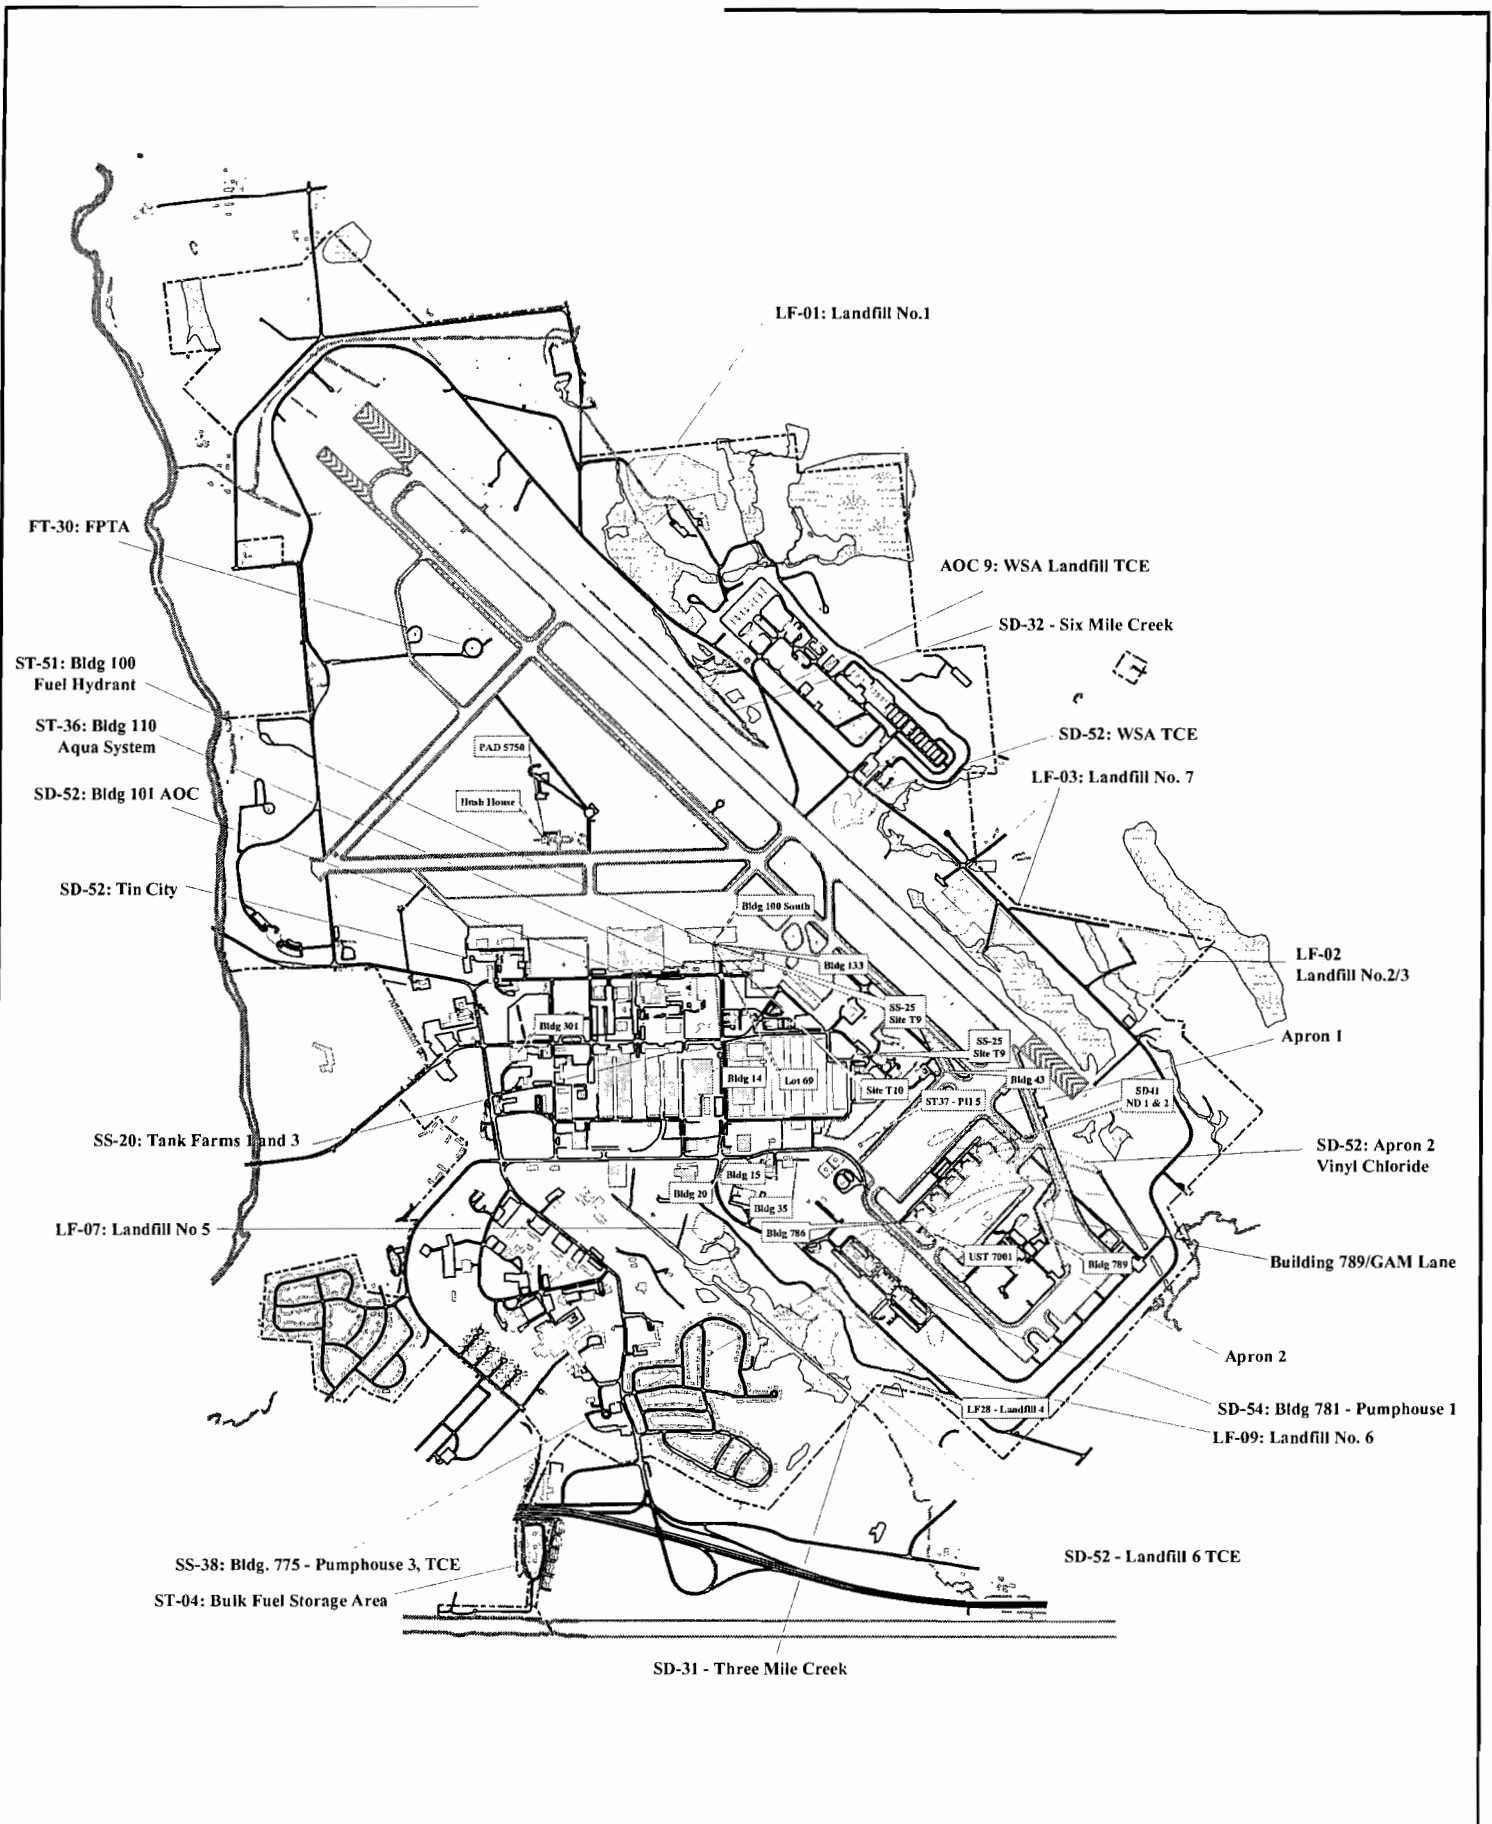 LF-01: Landfill No.1
FT-30: FPTA
AOC 9: WSA Landfill TCE
SD-32 - Six Mile Creek
ST-51: Bldg 100
Fuel Hydrant
ST-36: Bldg 110
Aqua System
SD-52: WSA TCE
PAD 5750
LF-03: Landfill No. 7
SD-52: Bldg 101 AOC
Hush House
SD-52: Tin City
Bldg 100 South
LF-02
Landfill No.2/3
Bldg 133
SS-25
Site T9
Bldg 301
Apron 1
SS-25
Site T9
Bldg 14
Lot 69
Site T10
Bldg 43
ST37 - PH 5
SD41
ND 1 & 2
SS-20: Tank Farms 1 and 3
SD-52: Apron 2
Vinyl Chloride
Bldg 15
Bldg 20
Bldg 35
LF-07: Landfill No 5
Bldg 786
UST 7001
Bldg 789
Building 789/GAM Lane
Apron 2
LF28 - Landfill 4
SD-54: Bldg 781 - Pumphouse 1
LF-09: Landfill No. 6
SS-38: Bldg. 775 - Pumphouse 3, TCE
SD-52 - Landfill 6 TCE
ST-04: Bulk Fuel Storage Area
SD-31 - Three Mile Creek